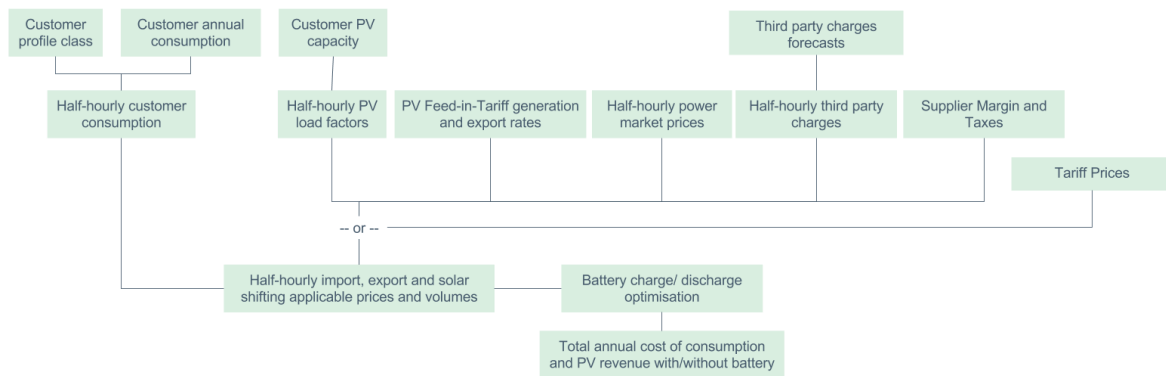 Customer
profile class
Customer annual
consumption
Customer PV
capacity
Third party charges
forecasts
Half-hourly customer
consumption
Half-hourly PV
load factors
PV Feed-in-Tariff generation
and export rates
Half-hourly power
market prices
Half-hourly third party
charges
Supplier Margin and
Taxes
Tariff Prices
-- or --
Half-hourly import, export and solar
shifting applicable prices and volumes
Battery charge/ discharge
optimisation
Total annual cost of consumption
and PV revenue with/without battery